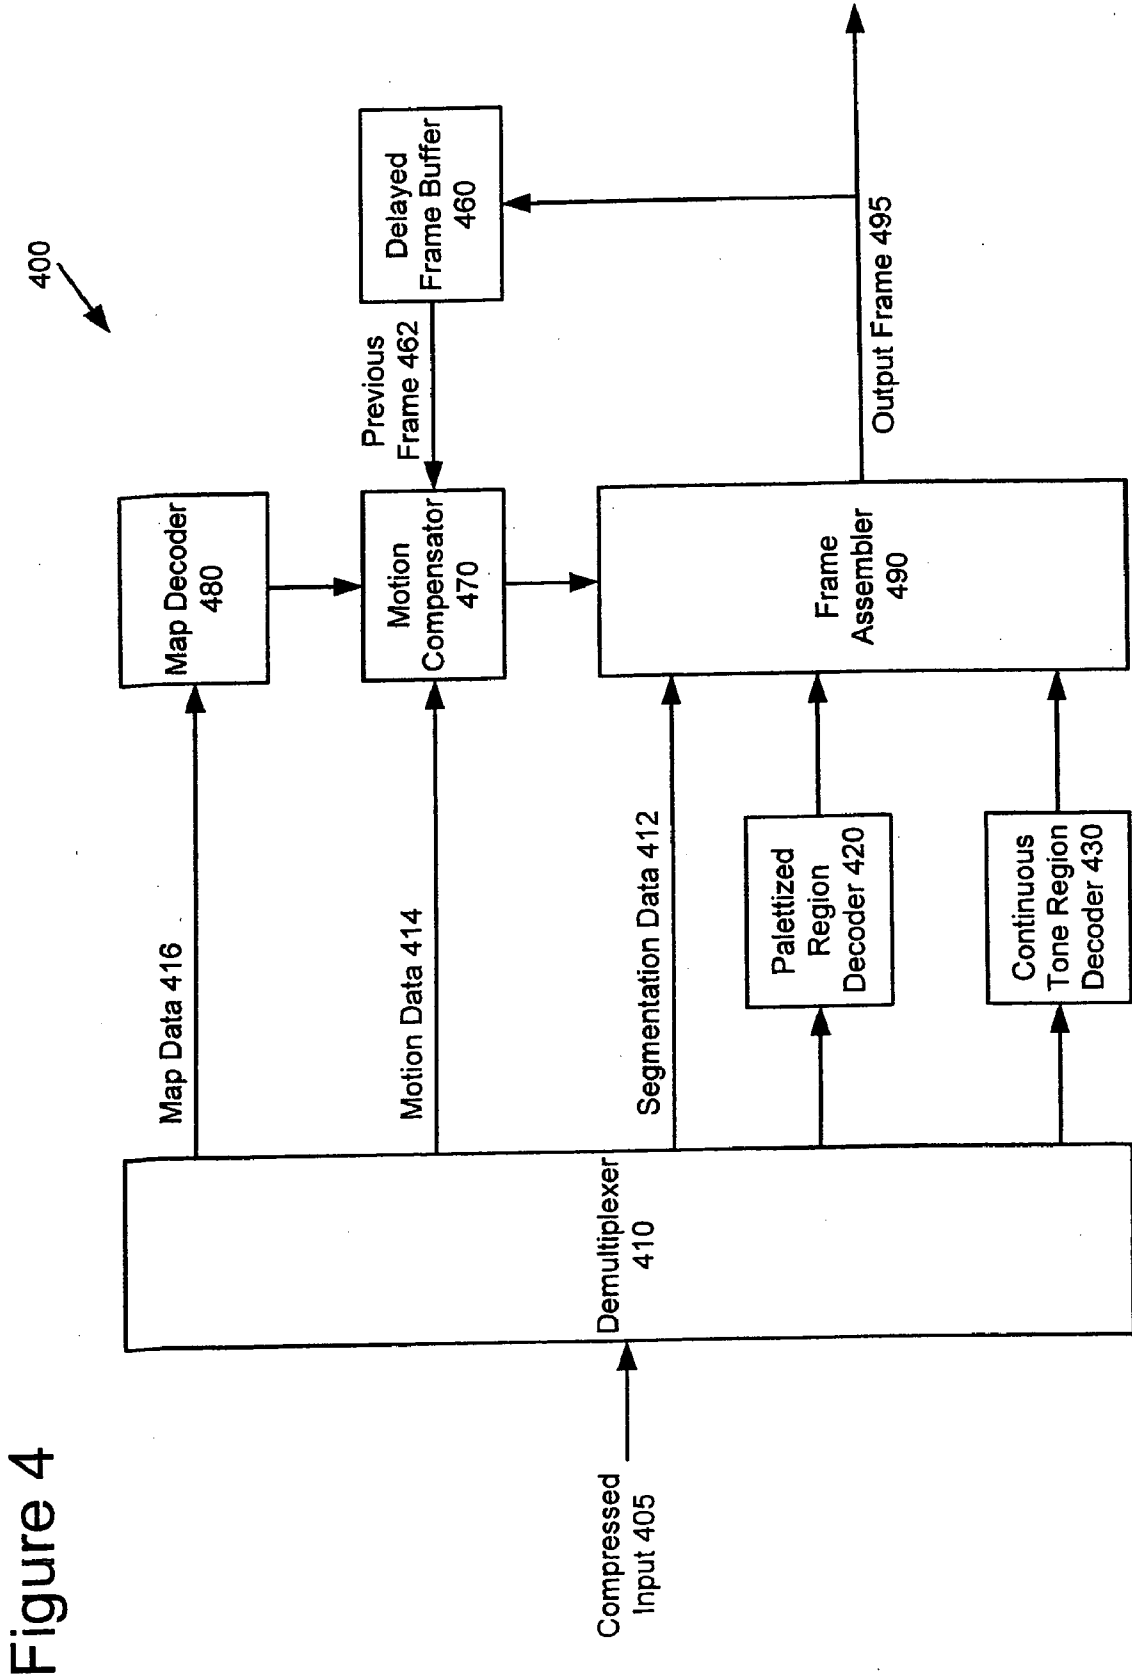 Figure 4
400
Compressed
Input 405
Demultiplexer
410
Map Data 416
Motion Data 414
Segmentation Data 412
Palettized
Region
Decoder 420
Continuous
Tone Region
Decoder 430
Map Decoder
480
Motion
Compensator
470
Previous
Frame 462
Delayed
Frame Buffer
460
Frame
Assembler
490
Output Frame 495